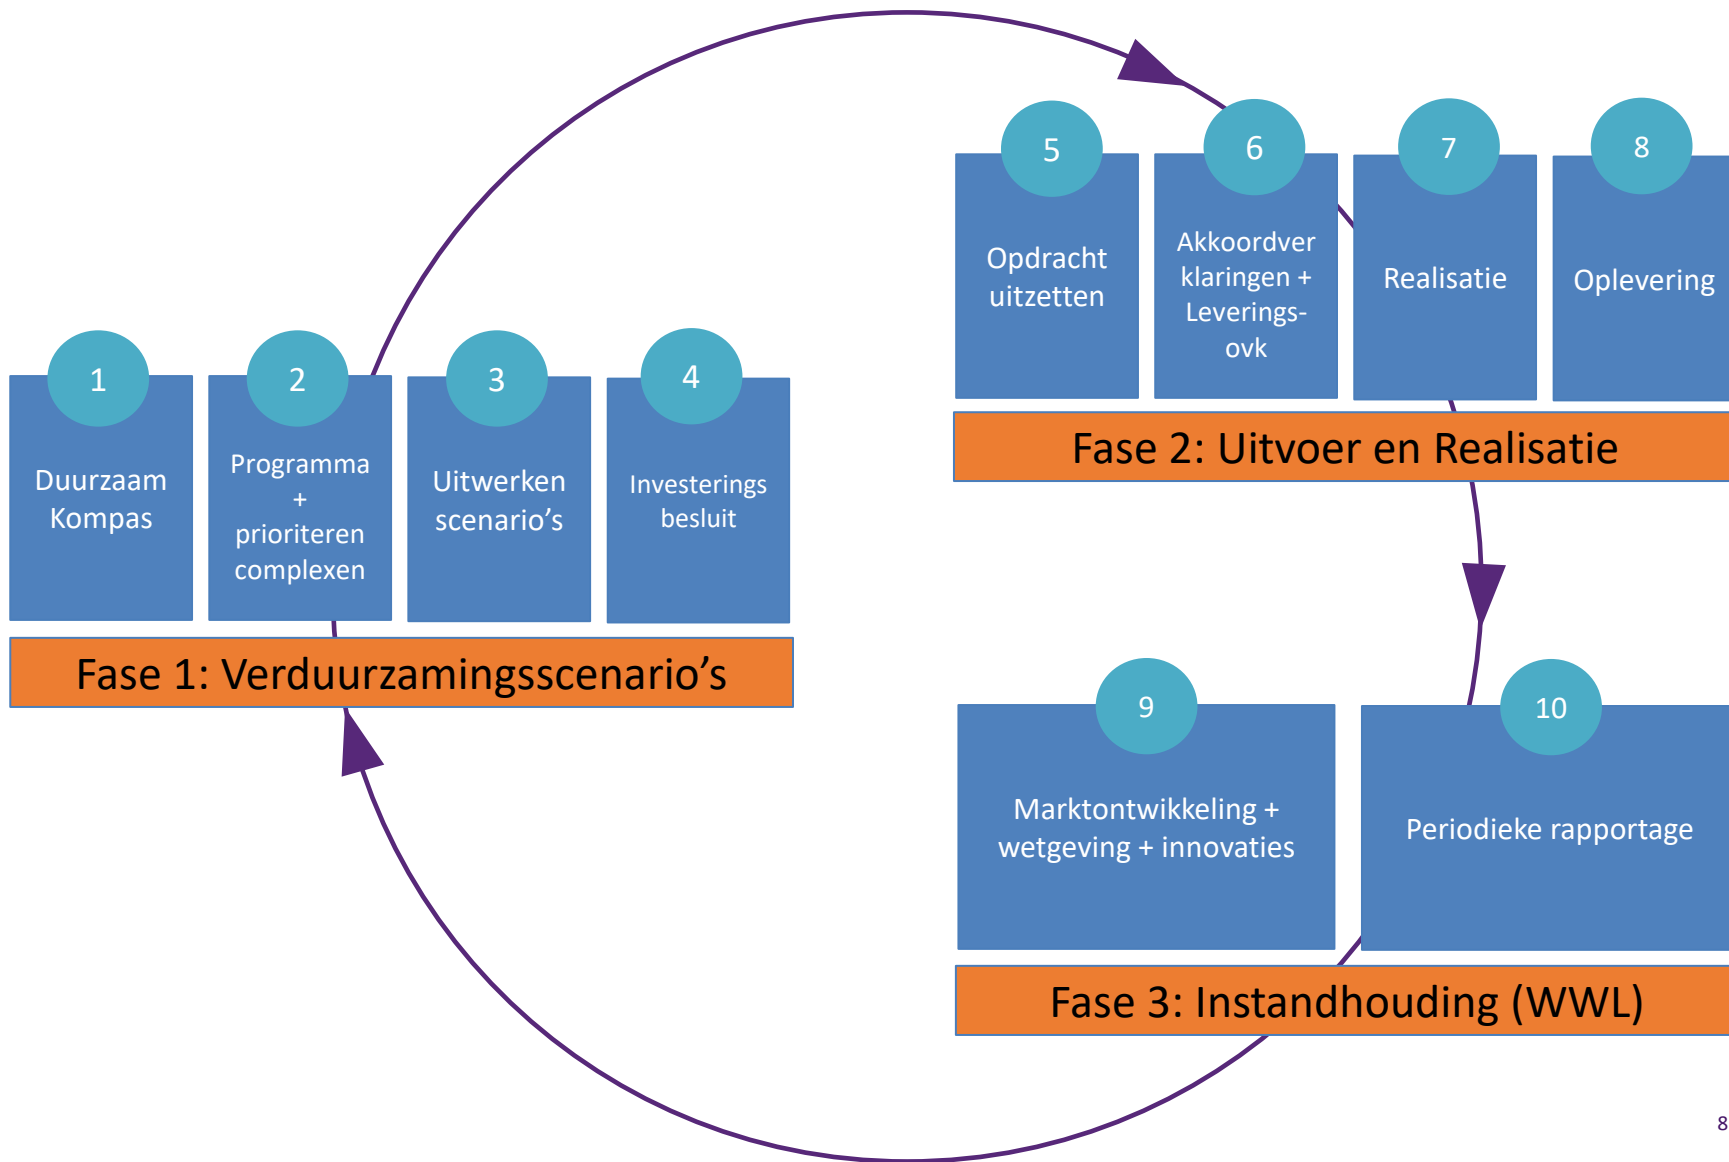 1
Duurzaam
Kompas
2
Programma
+
prioriteren
complexen
3
Uitwerken
scenario’s
4
Investerings
besluit
Fase 1: Verduurzamingsscenario’s
5
Opdracht
uitzetten
6
Akkoordver
klaringen +
Leverings-
ovk
7
Realisatie
8
Oplevering
Fase 2: Uitvoer en Realisatie
9
Marktontwikkeling +
wetgeving + innovaties
10
Periodieke rapportage
Fase 3: Instandhouding (WWL)
8